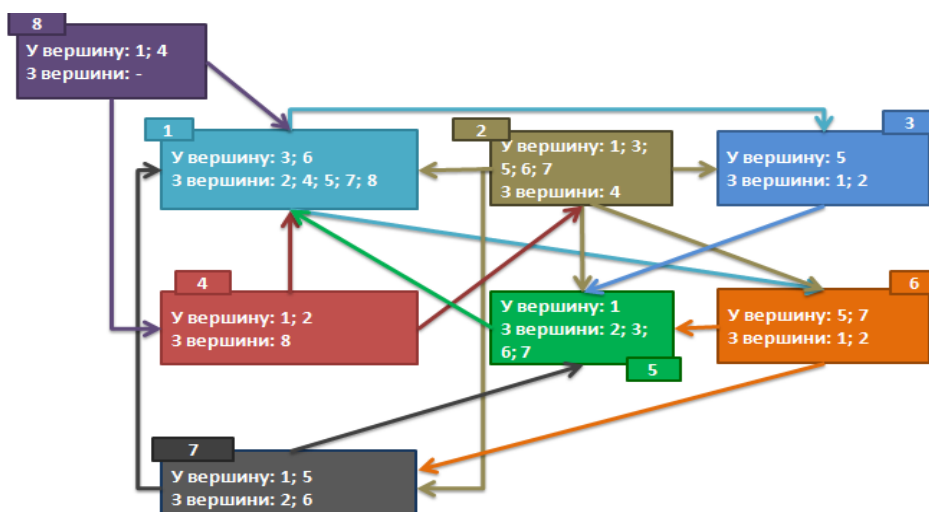 8
У вершину: 1; 4
З вершини: -
1
У вершину: 3; 6
З вершини: 2; 4; 5; 7; 8
2
У вершину: 1; 3;
5; 6; 7
З вершини: 4
3
У вершину: 5
З вершини: 1; 2
4
У вершину: 1; 2
З вершини: 8
У вершину: 1
З вершини: 2; 3;
6; 7
5
6
У вершину: 5; 7
З вершини: 1; 2
7
У вершину: 1; 5
З вершини: 2; 6